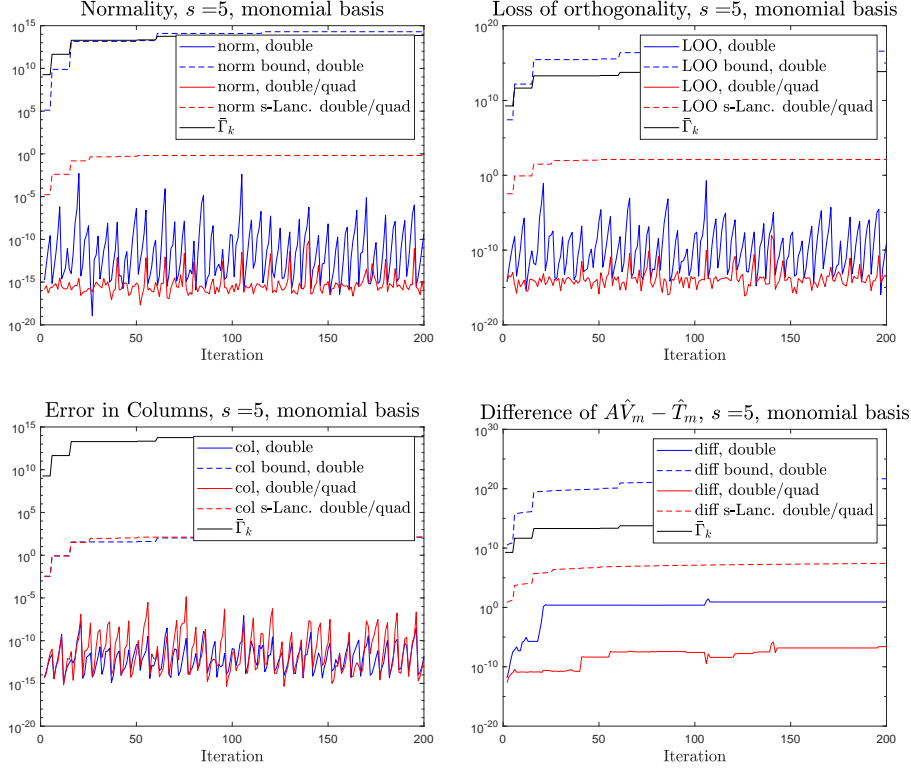 Normality, s =5, monomial basis
10^15
10^10
10^5
10^0
10^-5
10^-10
10^-15
10^-20
norm, double
norm bound, double
norm, double/quad
norm s-Lanc. double/quad
Γ̄_k
0 50 100 150 200
Iteration
Loss of orthogonality, s =5, monomial basis
10^20
10^10
10^0
10^-10
10^-20
LOO, double
LOO bound, double
LOO, double/quad
LOO s-Lanc. double/quad
Γ̄_k
0 50 100 150 200
Iteration
Error in Columns, s =5, monomial basis
10^15
10^10
10^5
10^0
10^-5
10^-10
10^-15
10^-20
col, double
col bound, double
col, double/quad
col s-Lanc. double/quad
Γ̄_k
0 50 100 150 200
Iteration
Difference of AV̂_m − T̂_m, s =5, monomial basis
10^30
10^20
10^10
10^0
10^-10
10^-20
diff, double
diff bound, double
diff, double/quad
diff s-Lanc. double/quad
Γ̄_k
0 50 100 150 200
Iteration